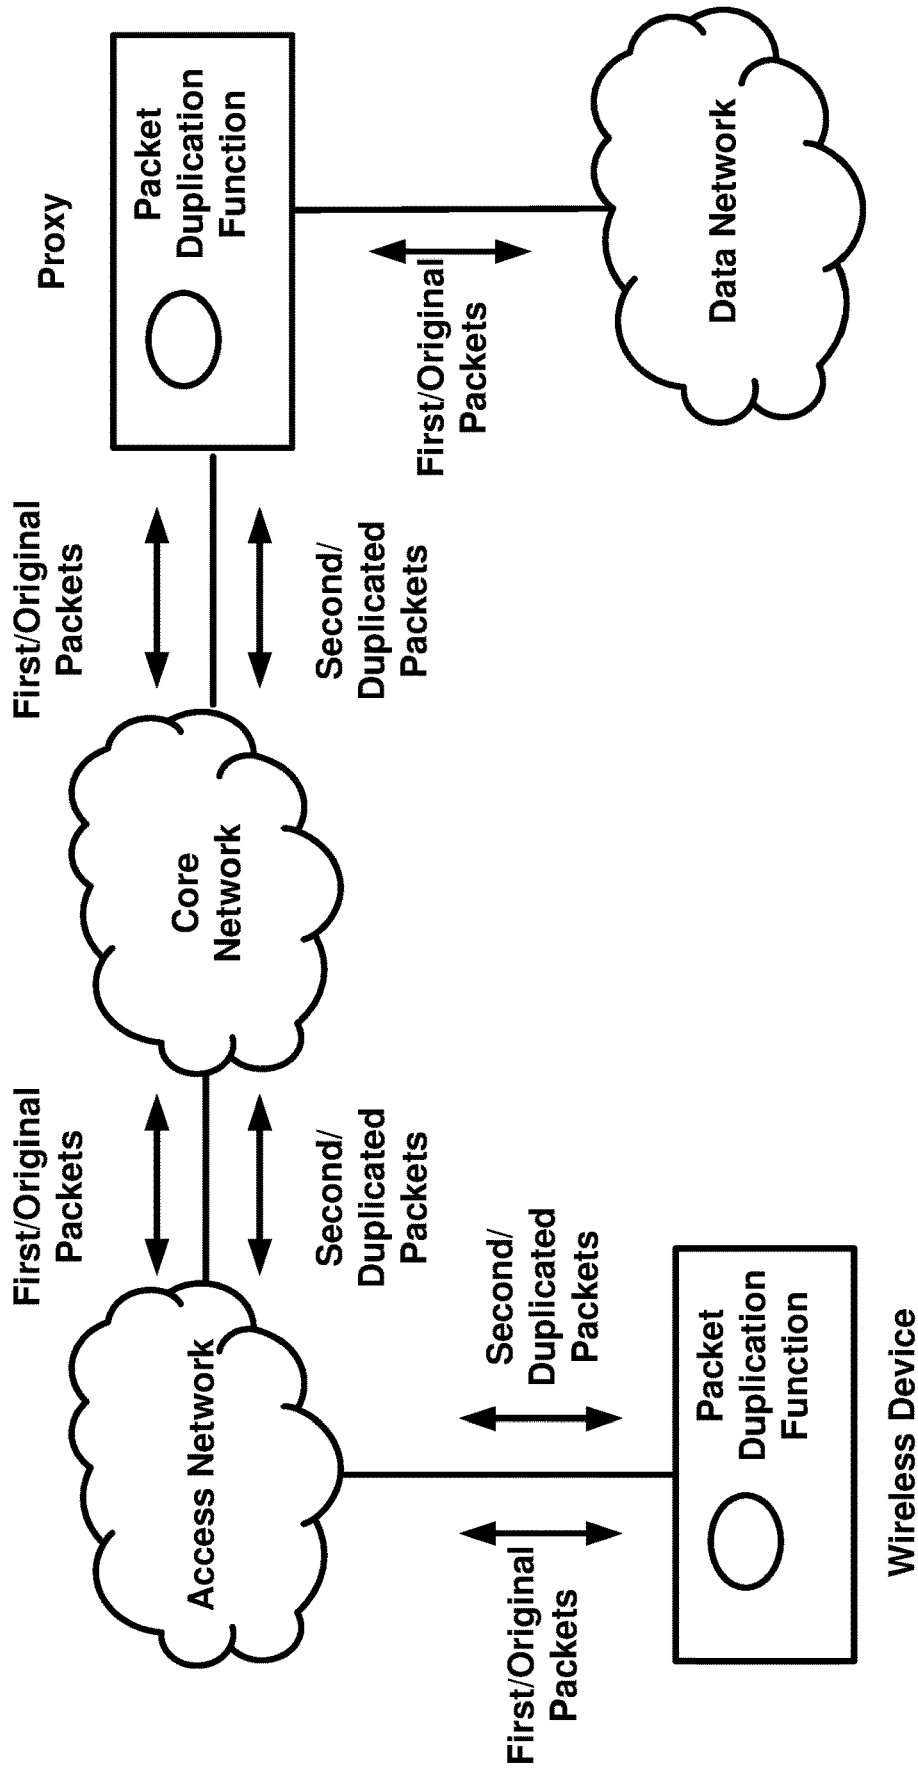 First/Original
Packets
First/Original
Packets
Proxy
Access Network
Core
Network
Packet
Duplication
Function
Second/
Duplicated
Packets
Second/
Duplicated
Packets
First/Original
Packets
Second/
Duplicated
Packets
First/Original
Packets
Packet
Duplication
Function
Data Network
Wireless Device